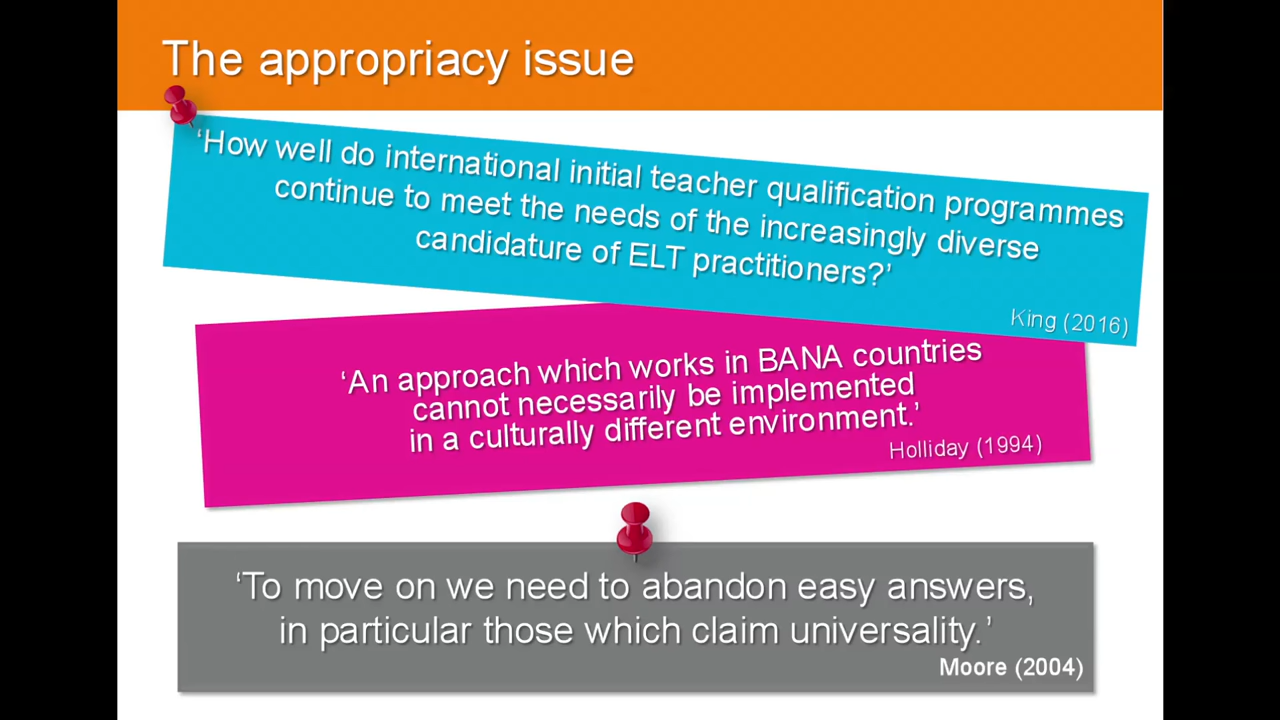 The appropriacy issue
‘How well do international initial teacher qualification programmes
continue to meet the needs of the increasingly diverse
candidature of ELT practitioners?’
King (2016)
‘An approach which works in BANA countries
cannot necessarily be implemented
in a culturally different environment.’
Holliday (1994)
‘To move on we need to abandon easy answers,
in particular those which claim universality.’
Moore (2004)